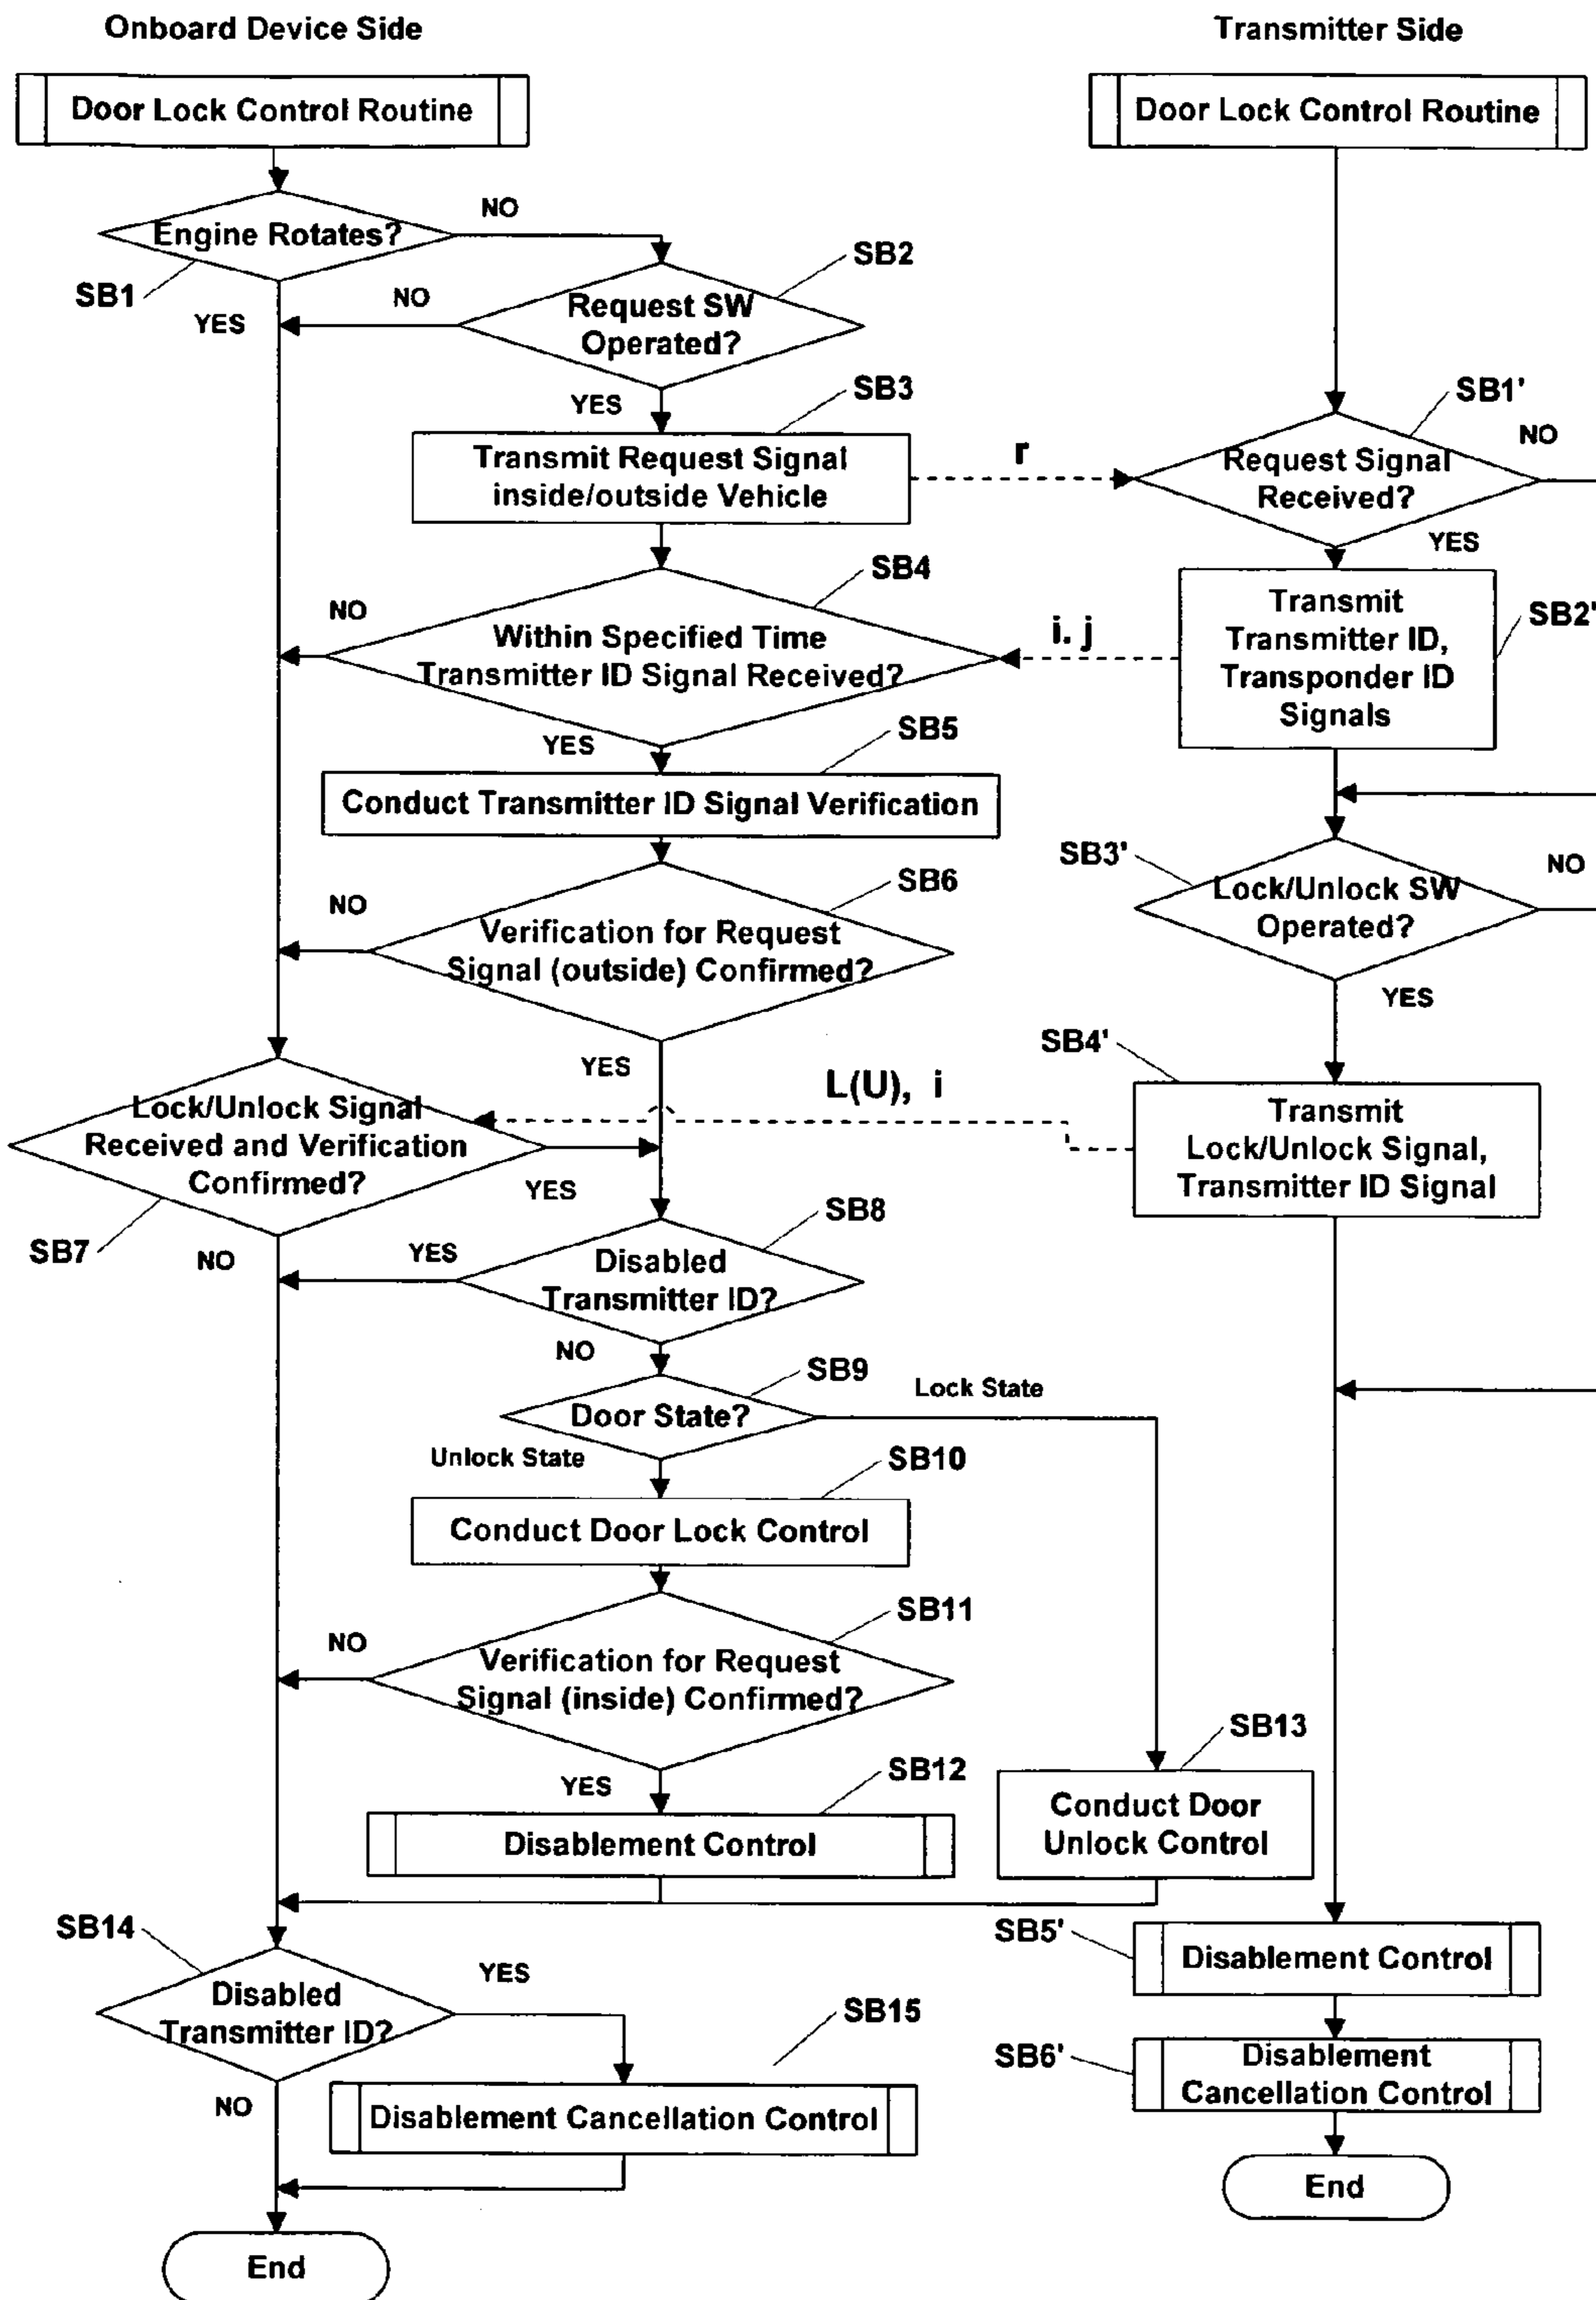 Onboard Device Side
Transmitter Side
Door Lock Control Routine
Door Lock Control Routine
Engine Rotates?
NO
SB1
YES
SB2
Request SW
Operated?
NO
YES
SB3
Transmit Request Signal
inside/outside Vehicle
r
SB1'
Request Signal
Received?
NO
YES
SB4
Within Specified Time
Transmitter ID Signal Received?
NO
YES
i. j
Transmit
Transmitter ID,
Transponder ID
Signals
SB2'
SB5
Conduct Transmitter ID Signal Verification
SB6
Verification for Request
Signal (outside) Confirmed?
NO
YES
SB3'
Lock/Unlock SW
Operated?
NO
YES
L(U), i
SB4'
Transmit
Lock/Unlock Signal,
Transmitter ID Signal
Lock/Unlock Signal
Received and Verification
Confirmed?
YES
SB7
NO
SB8
Disabled
Transmitter ID?
YES
NO
SB9
Door State?
Lock State
Unlock State
SB10
Conduct Door Lock Control
SB11
Verification for Request
Signal (inside) Confirmed?
NO
YES
SB12
Disablement Control
SB13
Conduct Door
Unlock Control
SB14
Disabled
Transmitter ID?
YES
NO
SB15
Disablement Cancellation Control
End
SB5'
Disablement Control
SB6'
Disablement
Cancellation Control
End